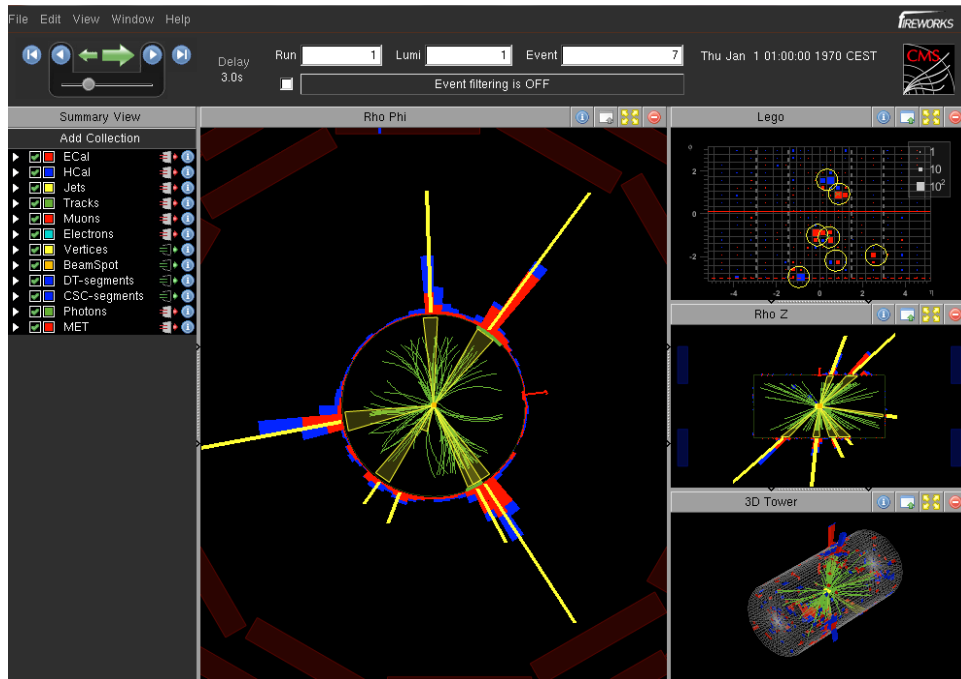 File Edit View Window Help
FIREWORKS
Delay
3.0s
Run 1 Lumi 1 Event 7
Thu Jan 1 01:00:00 1970 CEST
CMS
Event filtering is OFF
Summary View
Add Collection
ECal
HCal
Jets
Tracks
Muons
Electrons
Vertices
BeamSpot
DT-segments
CSC-segments
Photons
MET
Rho Phi
Lego
1
10
10²
2
0
-2
-4 -2 0 2 4 η
Rho Z
3D Tower